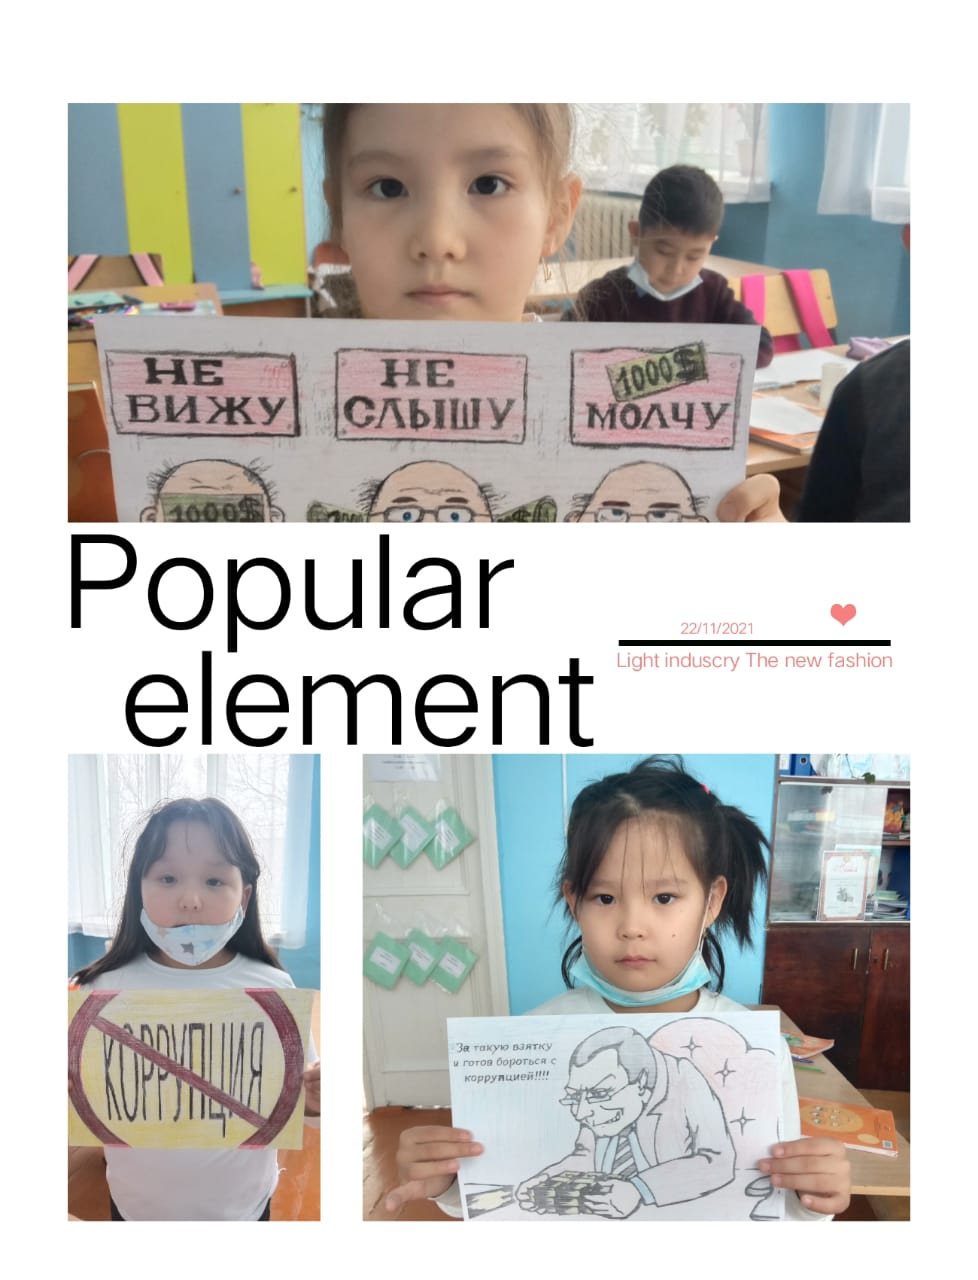 НЕ
ВИЖУ
НЕ
СЛЫШУ
1000$
МОЛЧУ
1000$
Popular
element
22/11/2021
Light induscry The new fashion
КОРРУПЦИЯ
За такую взятку
и готов бороться с
коррупцией!!!!